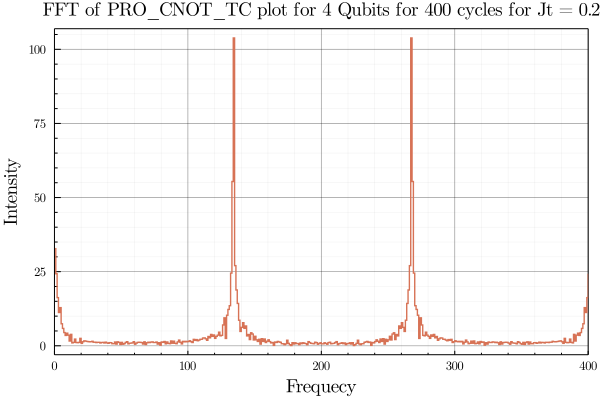 FFT of PRO_CNOT_TC plot for 4 Qubits for 400 cycles for Jt = 0.2
100
75
50
25
0
Intensity
0 100 200 300 400
Frequecy